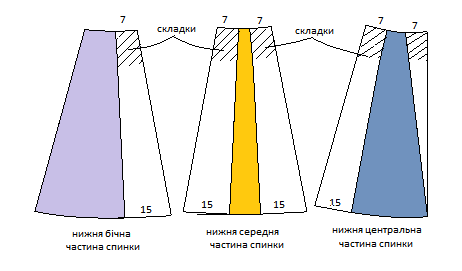 7 7 7 7 7
складки складки
15 15 15 15
нижня бічна
частина спинки
нижня середня
частина спинки
нижня центральна
частина спинки